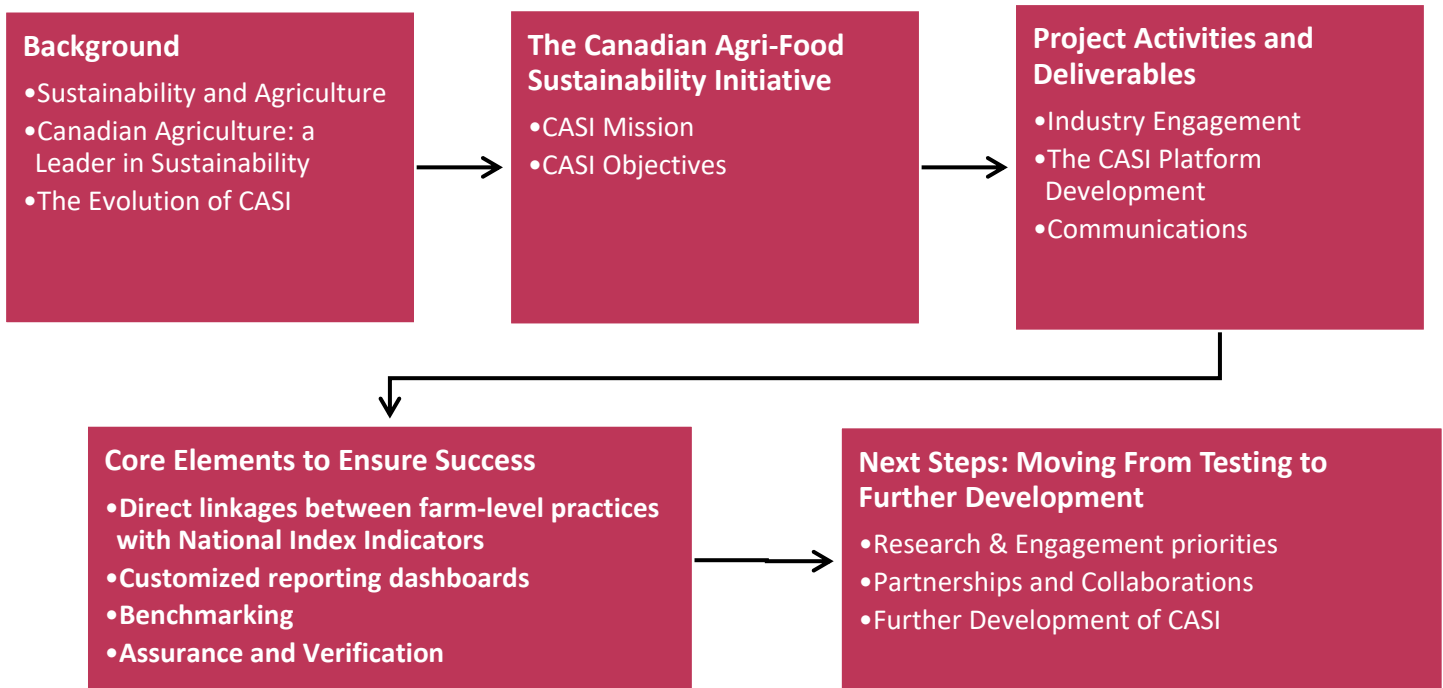 Background
•Sustainability and Agriculture
•Canadian Agriculture: a
Leader in Sustainability
•The Evolution of CASI
The Canadian Agri-Food
Sustainability Initiative
•CASI Mission
•CASI Objectives
Project Activities and
Deliverables
•Industry Engagement
•The CASI Platform
Development
•Communications
Core Elements to Ensure Success
•Direct linkages between farm-level practices
with National Index Indicators
•Customized reporting dashboards
•Benchmarking
•Assurance and Verification
Next Steps: Moving From Testing to
Further Development
•Research & Engagement priorities
•Partnerships and Collaborations
•Further Development of CASI